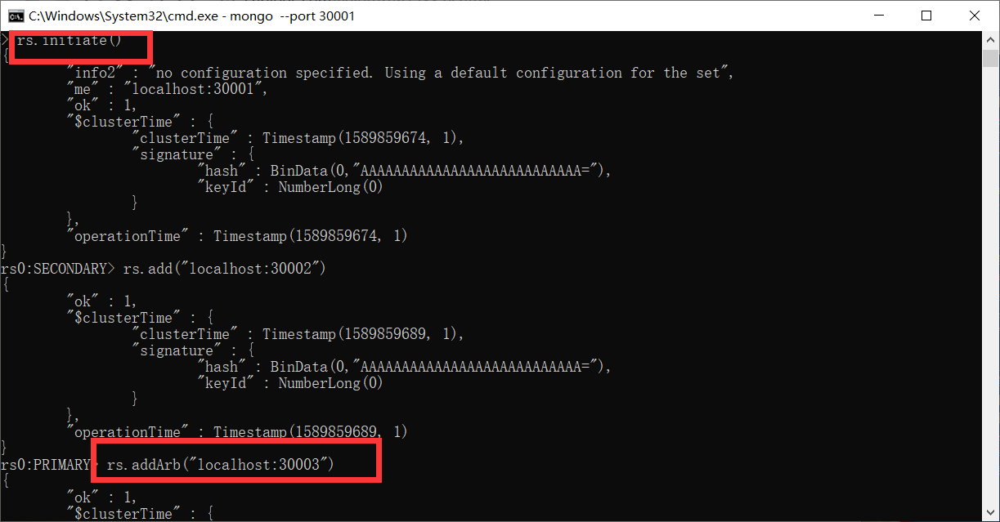 C:\Windows\System32\cmd.exe - mongo  --port 30001
> rs.initiate()
{
        "info2" : "no configuration specified. Using a default configuration for the set",
        "me" : "localhost:30001",
        "ok" : 1,
        "$clusterTime" : {
                "clusterTime" : Timestamp(1589859674, 1),
                "signature" : {
                        "hash" : BinData(0,"AAAAAAAAAAAAAAAAAAAAAAAAAAA="),
                        "keyId" : NumberLong(0)
                }
        },
        "operationTime" : Timestamp(1589859674, 1)
}
rs0:SECONDARY> rs.add("localhost:30002")
{
        "ok" : 1,
        "$clusterTime" : {
                "clusterTime" : Timestamp(1589859689, 1),
                "signature" : {
                        "hash" : BinData(0,"AAAAAAAAAAAAAAAAAAAAAAAAAAA="),
                        "keyId" : NumberLong(0)
                }
        },
        "operationTime" : Timestamp(1589859689, 1)
}
rs0:PRIMARY> rs.addArb("localhost:30003")
{
        "ok" : 1,
        "$clusterTime" : {